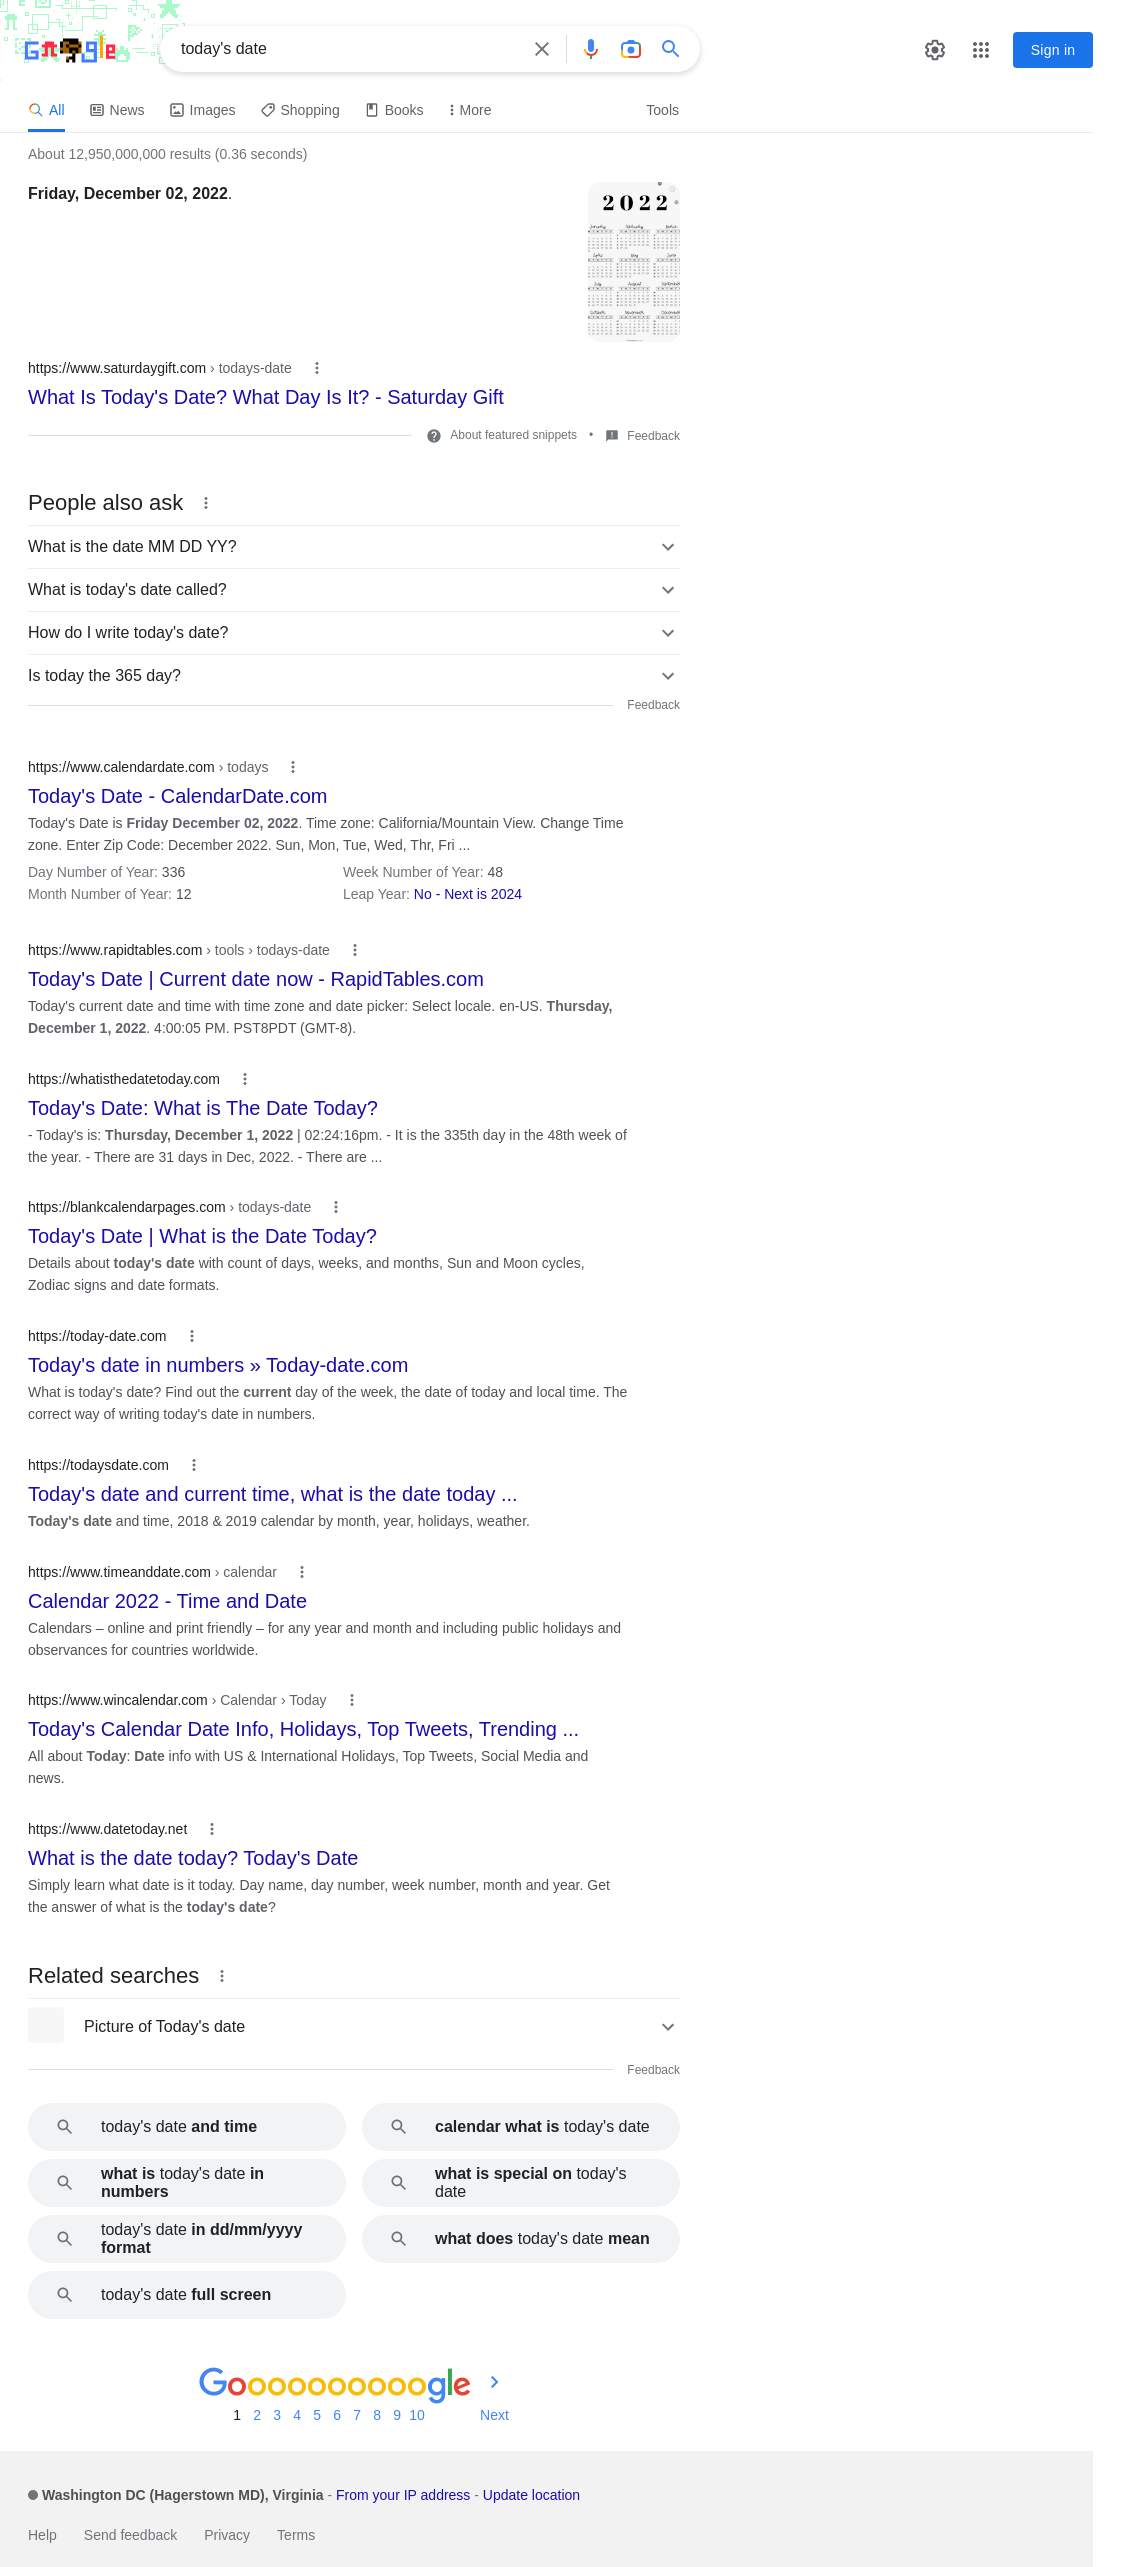 Google
today's date
Sign in
All News Images Shopping Books More Tools
About 12,950,000,000 results (0.36 seconds)
Friday, December 02, 2022.
2022
https://www.saturdaygift.com › todays-date
What Is Today's Date? What Day Is It? - Saturday Gift
About featured snippets • Feedback
People also ask
What is the date MM DD YY?
What is today's date called?
How do I write today's date?
Is today the 365 day?
Feedback
https://www.calendardate.com › todays
Today's Date - CalendarDate.com
Today's Date is Friday December 02, 2022. Time zone: California/Mountain View. Change Time
zone. Enter Zip Code: December 2022. Sun, Mon, Tue, Wed, Thr, Fri ...
Day Number of Year: 336 Week Number of Year: 48
Month Number of Year: 12 Leap Year: No - Next is 2024
https://www.rapidtables.com › tools › todays-date
Today's Date | Current date now - RapidTables.com
Today's current date and time with time zone and date picker: Select locale. en-US. Thursday,
December 1, 2022. 4:00:05 PM. PST8PDT (GMT-8).
https://whatisthedatetoday.com
Today's Date: What is The Date Today?
- Today's is: Thursday, December 1, 2022 | 02:24:16pm. - It is the 335th day in the 48th week of
the year. - There are 31 days in Dec, 2022. - There are ...
https://blankcalendarpages.com › todays-date
Today's Date | What is the Date Today?
Details about today's date with count of days, weeks, and months, Sun and Moon cycles,
Zodiac signs and date formats.
https://today-date.com
Today's date in numbers » Today-date.com
What is today's date? Find out the current day of the week, the date of today and local time. The
correct way of writing today's date in numbers.
https://todaysdate.com
Today's date and current time, what is the date today ...
Today's date and time, 2018 & 2019 calendar by month, year, holidays, weather.
https://www.timeanddate.com › calendar
Calendar 2022 - Time and Date
Calendars – online and print friendly – for any year and month and including public holidays and
observances for countries worldwide.
https://www.wincalendar.com › Calendar › Today
Today's Calendar Date Info, Holidays, Top Tweets, Trending ...
All about Today: Date info with US & International Holidays, Top Tweets, Social Media and
news.
https://www.datetoday.net
What is the date today? Today's Date
Simply learn what date is it today. Day name, day number, week number, month and year. Get
the answer of what is the today's date?
Related searches
Picture of Today's date
Feedback
today's date and time
calendar what is today's date
what is today's date in
numbers
what is special on today's
date
today's date in dd/mm/yyyy
format
what does today's date mean
today's date full screen
Goooooooooogle
1 2 3 4 5 6 7 8 9 10 Next
Washington DC (Hagerstown MD), Virginia - From your IP address - Update location
Help Send feedback Privacy Terms